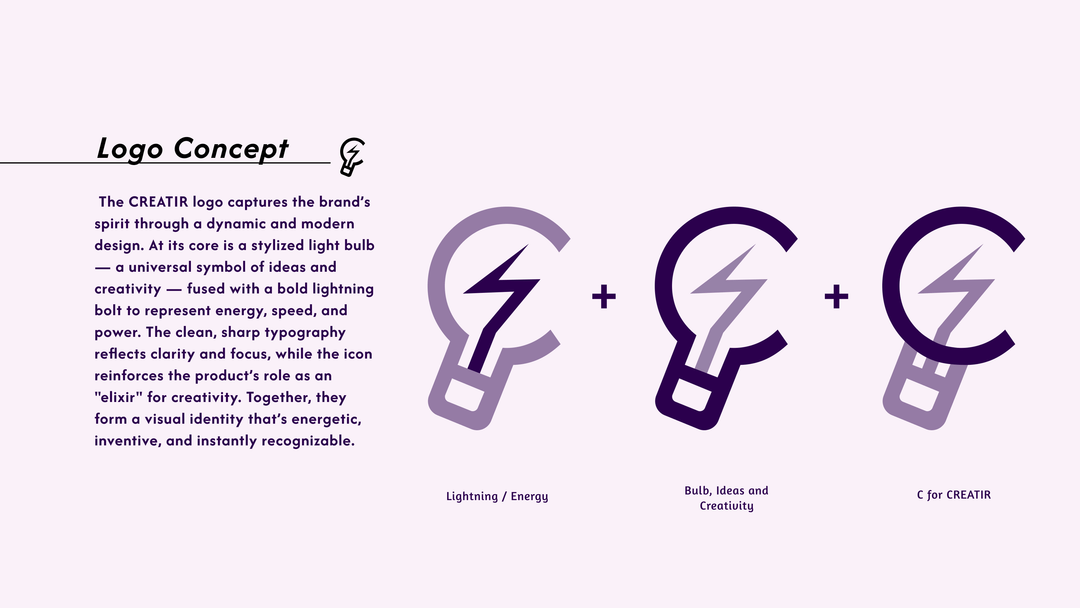 Logo Concept
The CREATIR logo captures the brand's
spirit through a dynamic and modern
design. At its core is a stylized light bulb
— a universal symbol of ideas and
creativity — fused with a bold lightning
bolt to represent energy, speed, and
power. The clean, sharp typography
reflects clarity and focus, while the icon
reinforces the product's role as an
"elixir" for creativity. Together, they
form a visual identity that's energetic,
inventive, and instantly recognizable.
+
+
Lightning / Energy
Bulb, Ideas and
Creativity
C for CREATIR